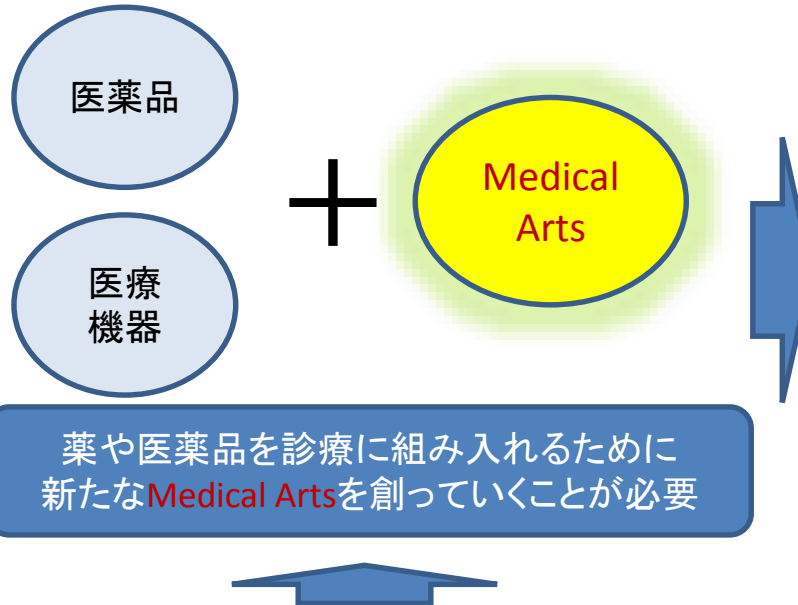 医薬品
Medical
Arts
医療
機器
薬や医薬品を診療に組み入れるために
新たなMedical Artsを創っていくことが必要